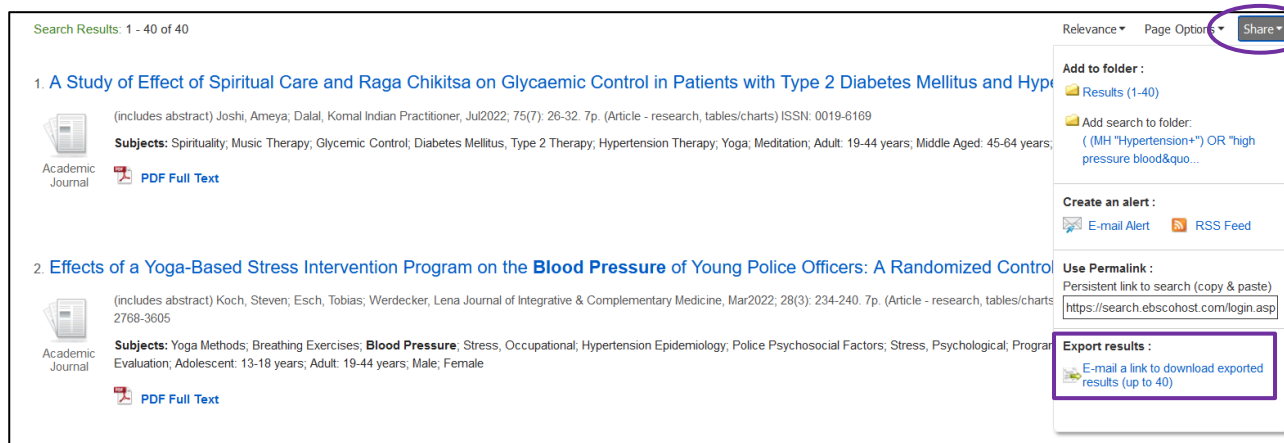 Search Results: 1 - 40 of 40
Relevance Page Options Share
1. A Study of Effect of Spiritual Care and Raga Chikitsa on Glycaemic Control in Patients with Type 2 Diabetes Mellitus and Hype
(includes abstract) Joshi, Ameya; Dalal, Komal Indian Practitioner, Jul2022; 75(7): 26-32. 7p. (Article - research, tables/charts) ISSN: 0019-6169
Subjects: Spirituality; Music Therapy; Glycemic Control; Diabetes Mellitus, Type 2 Therapy; Hypertension Therapy; Yoga; Meditation; Adult: 19-44 years; Middle Aged: 45-64 years;
Academic
Journal
PDF Full Text
2. Effects of a Yoga-Based Stress Intervention Program on the Blood Pressure of Young Police Officers: A Randomized Control
(includes abstract) Koch, Steven; Esch, Tobias; Werdecker, Lena Journal of Integrative & Complementary Medicine, Mar2022; 28(3): 234-240. 7p. (Article - research, tables/charts
2768-3605
Subjects: Yoga Methods; Breathing Exercises; Blood Pressure; Stress, Occupational; Hypertension Epidemiology; Police Psychosocial Factors; Stress, Psychological; Program
Evaluation; Adolescent: 13-18 years; Adult: 19-44 years; Male; Female
Academic
Journal
PDF Full Text
Add to folder :
Results (1-40)
Add search to folder:
( (MH "Hypertension+") OR "high
pressure blood&quo...
Create an alert :
E-mail Alert RSS Feed
Use Permalink :
Persistent link to search (copy & paste)
https://search.ebscohost.com/login.asp
Export results :
E-mail a link to download exported
results (up to 40)